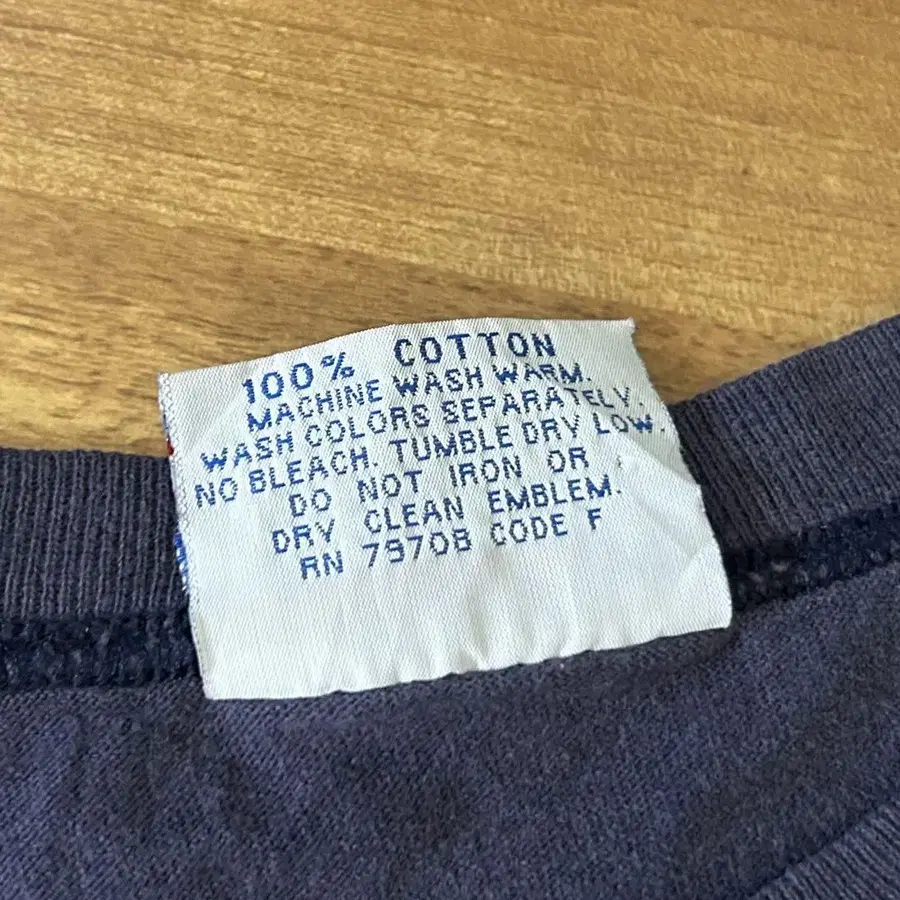 100% COTTON
MACHINE WASH WARM.
WASH COLORS SEPARATELY.
NO BLEACH. TUMBLE DRY LOW.
DO NOT IRON OR
DRY CLEAN EMBLEM.
RN 79708 CODE F